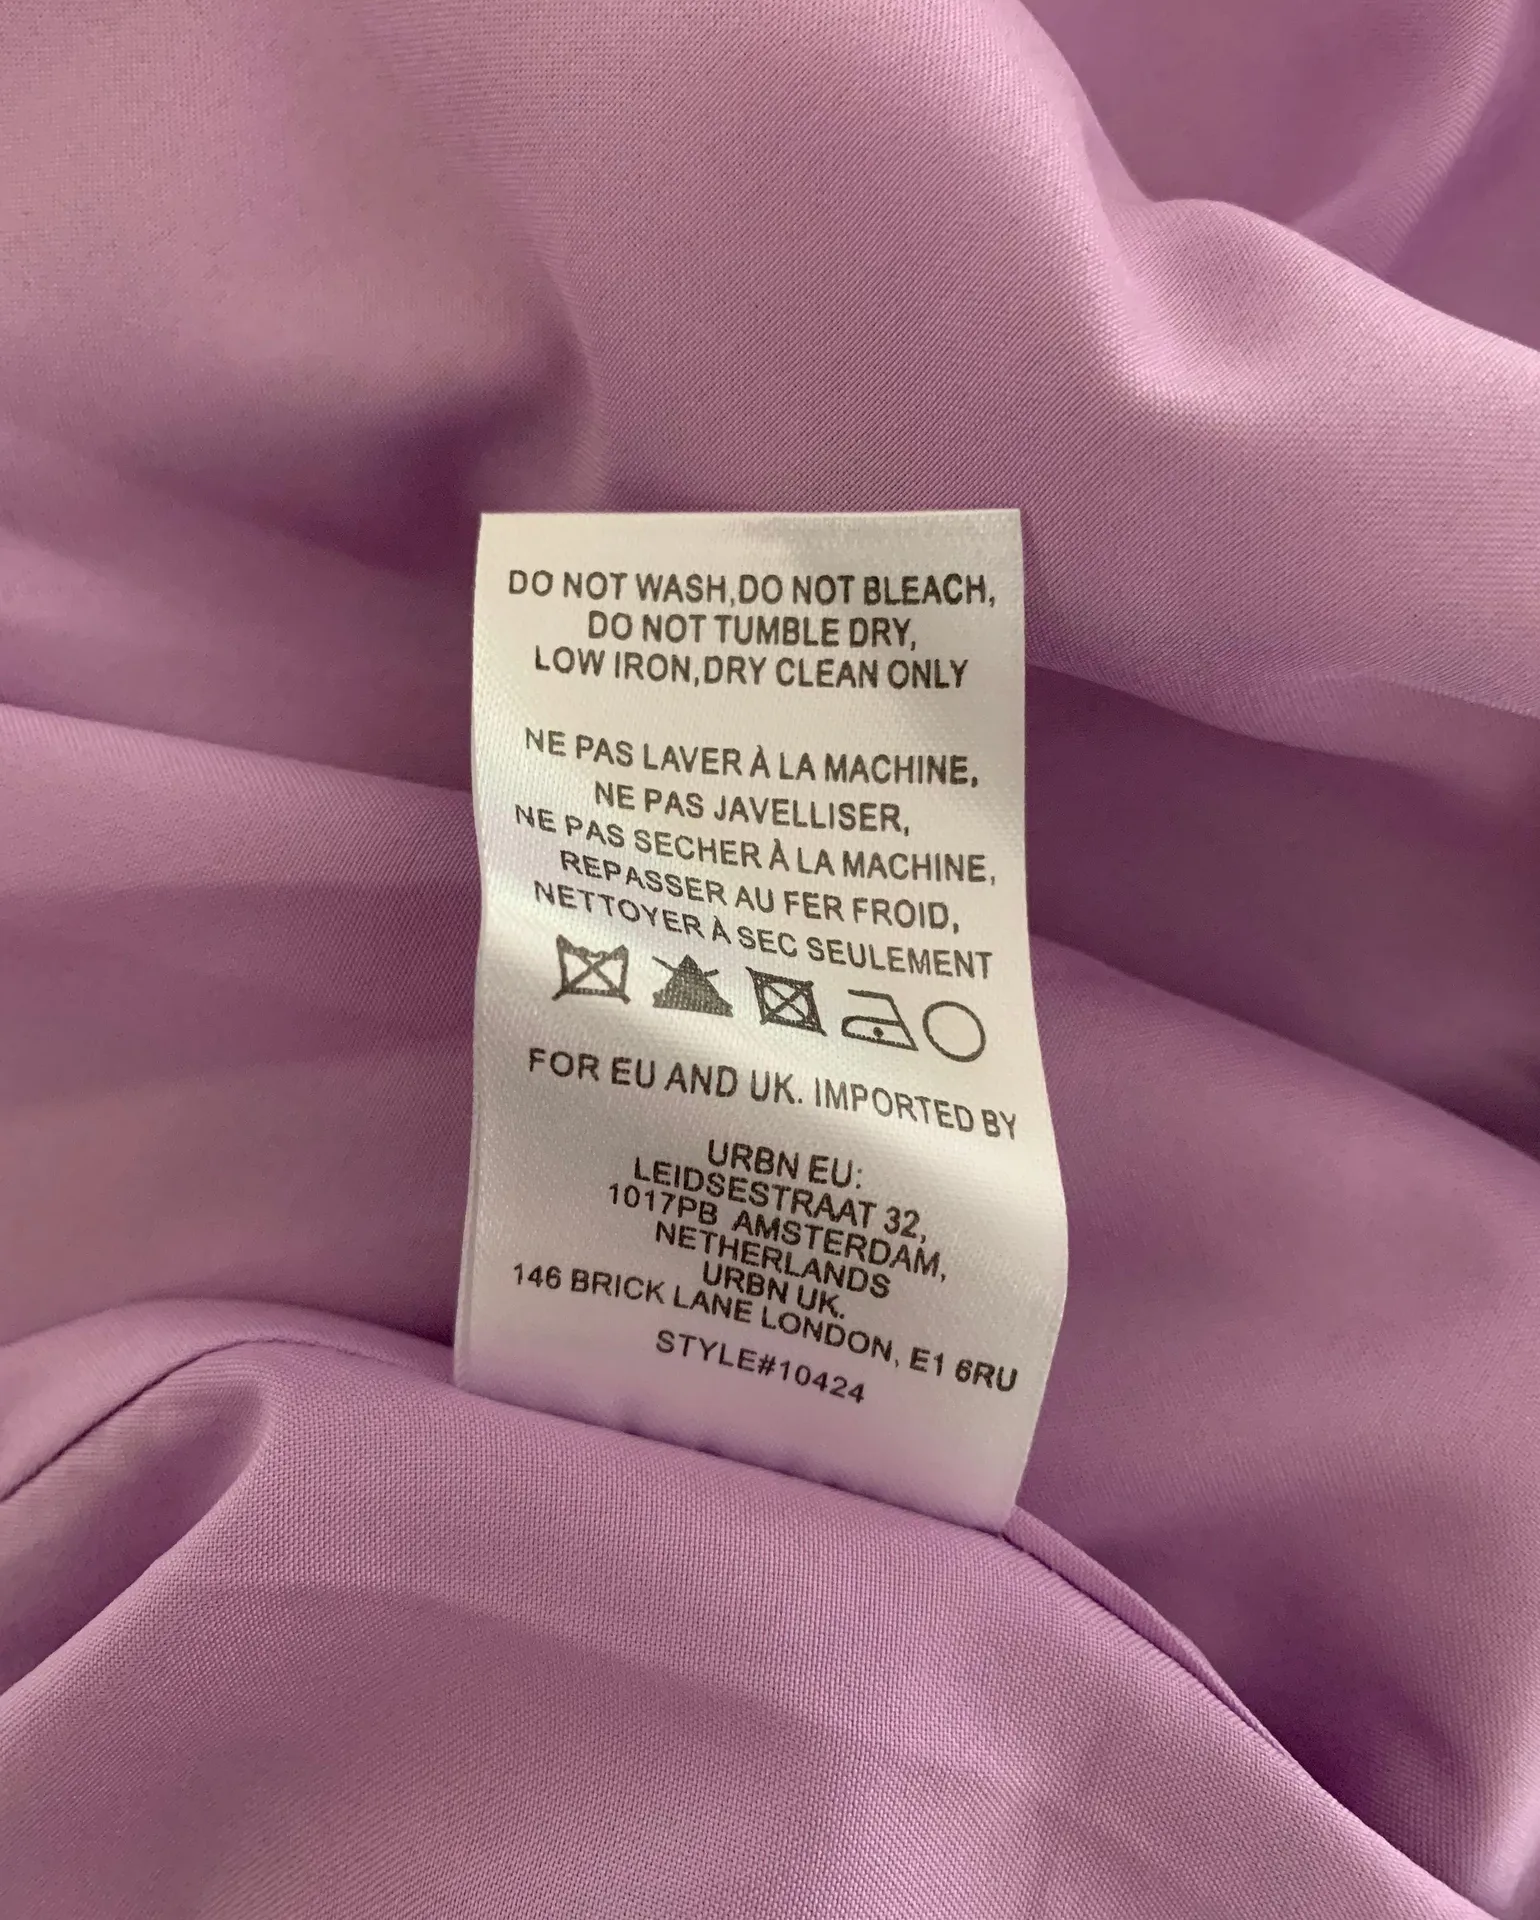 DO NOT WASH,DO NOT BLEACH,
DO NOT TUMBLE DRY,
LOW IRON,DRY CLEAN ONLY
NE PAS LAVER À LA MACHINE,
NE PAS JAVELLISER,
NE PAS SECHER À LA MACHINE,
REPASSER AU FER FROID,
NETTOYER À SEC SEULEMENT
FOR EU AND UK. IMPORTED BY
URBN EU:
LEIDSESTRAAT 32,
1017PB AMSTERDAM,
NETHERLANDS
URBN UK.
146 BRICK LANE LONDON, E1 6RU
STYLE#10424